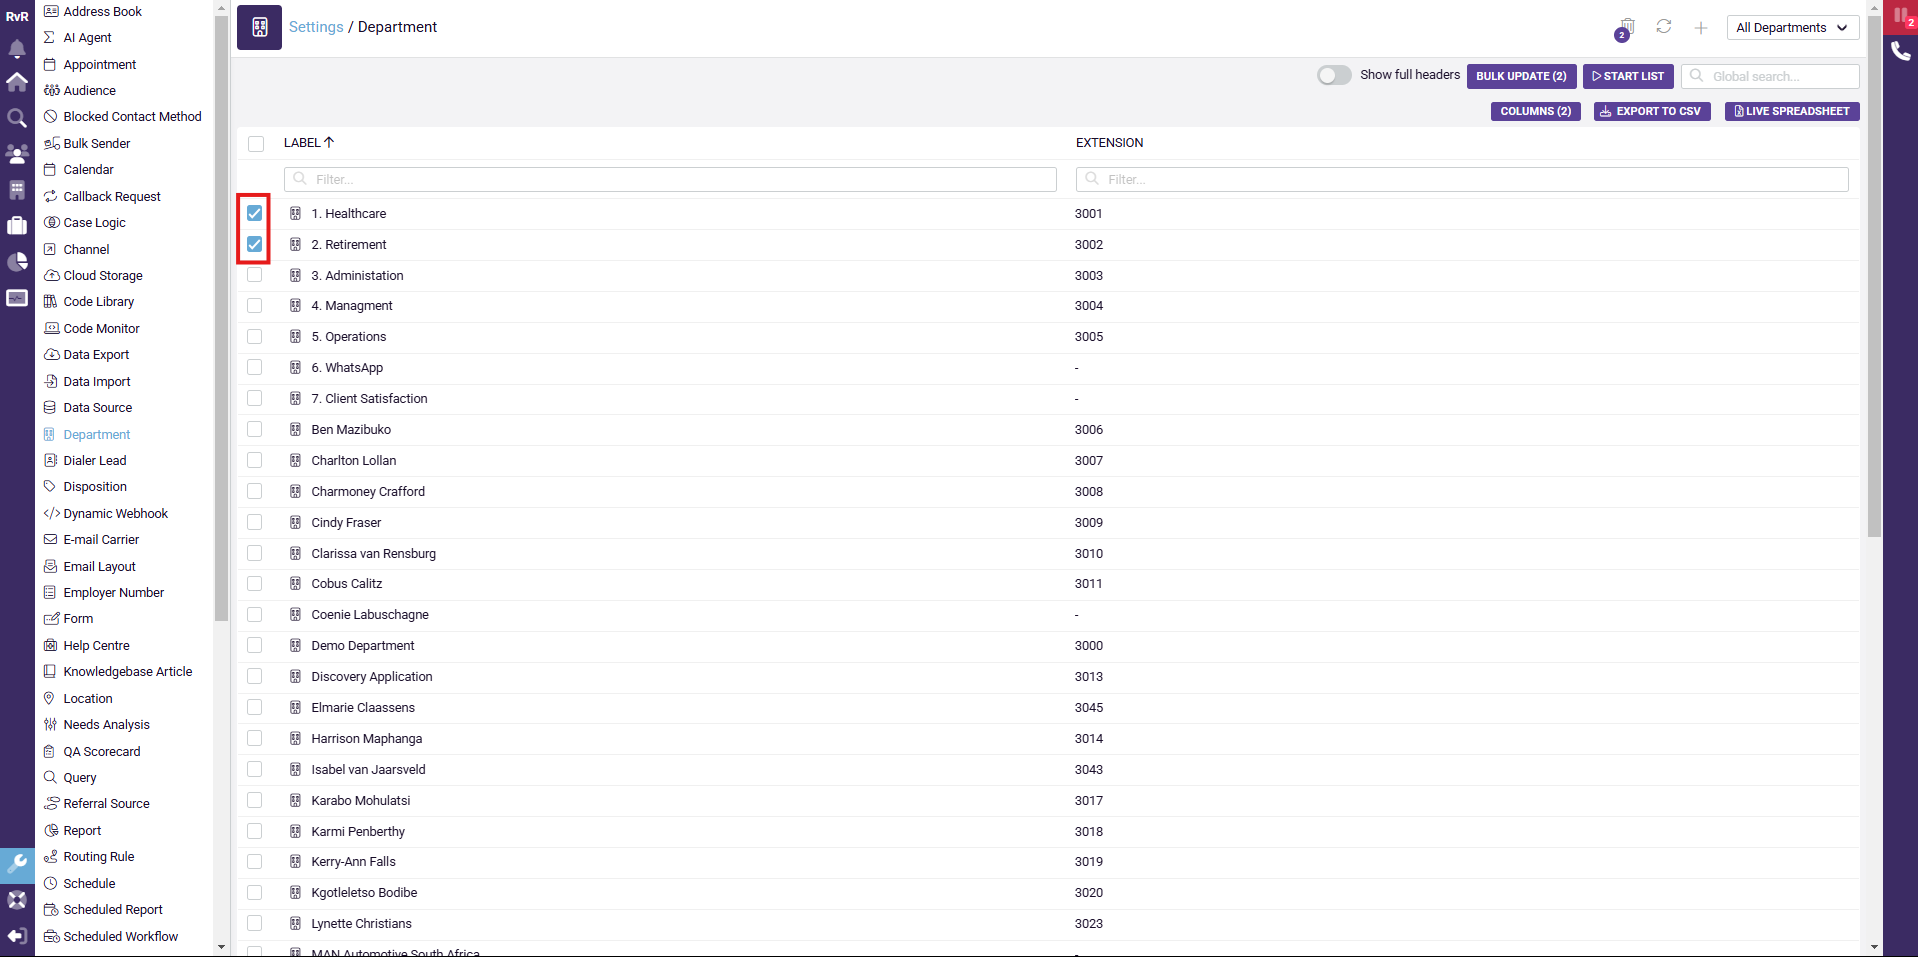 RvR
Address Book
AI Agent
Appointment
Audience
Blocked Contact Method
Bulk Sender
Calendar
Callback Request
Case Logic
Channel
Cloud Storage
Code Library
Code Monitor
Data Export
Data Import
Data Source
Department
Dialer Lead
Disposition
Dynamic Webhook
E-mail Carrier
Email Layout
Employer Number
Form
Help Centre
Knowledgebase Article
Location
Needs Analysis
QA Scorecard
Query
Referral Source
Report
Routing Rule
Schedule
Scheduled Report
Scheduled Workflow
Settings / Department
2
All Departments
2
Show full headers
BULK UPDATE (2)
START LIST
Global search...
COLUMNS (2)
EXPORT TO CSV
LIVE SPREADSHEET
LABEL EXTENSION
Filter... Filter...
1. Healthcare 3001
2. Retirement 3002
3. Administation 3003
4. Managment 3004
5. Operations 3005
6. WhatsApp -
7. Client Satisfaction -
Ben Mazibuko 3006
Charlton Lollan 3007
Charmoney Crafford 3008
Cindy Fraser 3009
Clarissa van Rensburg 3010
Cobus Calitz 3011
Coenie Labuschagne -
Demo Department 3000
Discovery Application 3013
Elmarie Claassens 3045
Harrison Maphanga 3014
Isabel van Jaarsveld 3043
Karabo Mohulatsi 3017
Karmi Penberthy 3018
Kerry-Ann Falls 3019
Kgotleletso Bodibe 3020
Lynette Christians 3023
MAN Automotive South Africa -